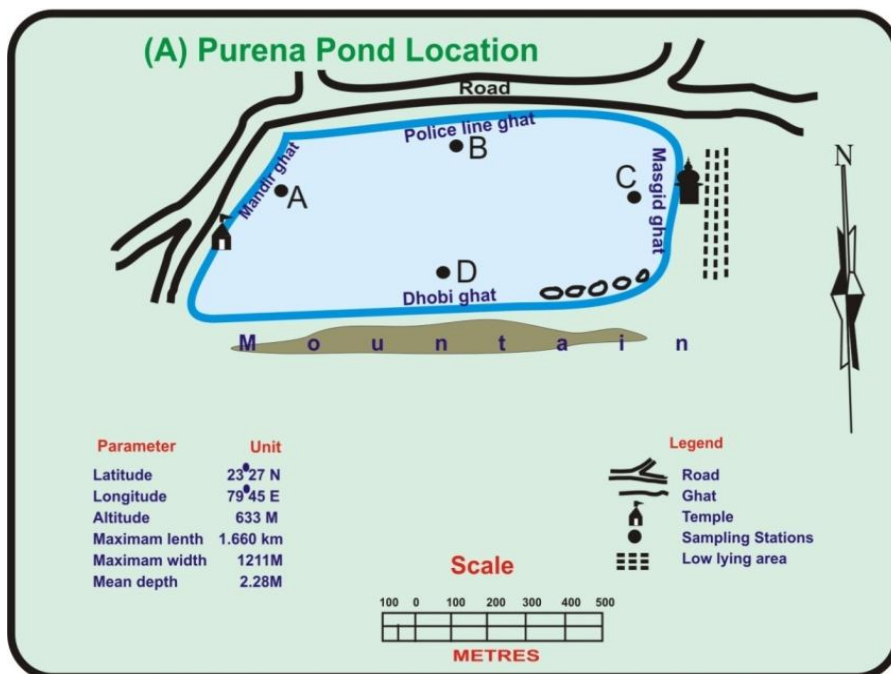 (A) Purena Pond Location
Road
Police line ghat
B
Mandir ghat
A
C
Masgid ghat
N
D
Dhobi ghat
M o u n t a i n
Parameter Unit
Latitude 23•27 N
Longitude 79•45 E
Altitude 633 M
Maximam lenth 1.660 km
Maximam width 1211M
Mean depth 2.28M
Legend
Road
Ghat
Temple
Sampling Stations
Low lying area
Scale
100 0 100 200 300 400 500
METRES